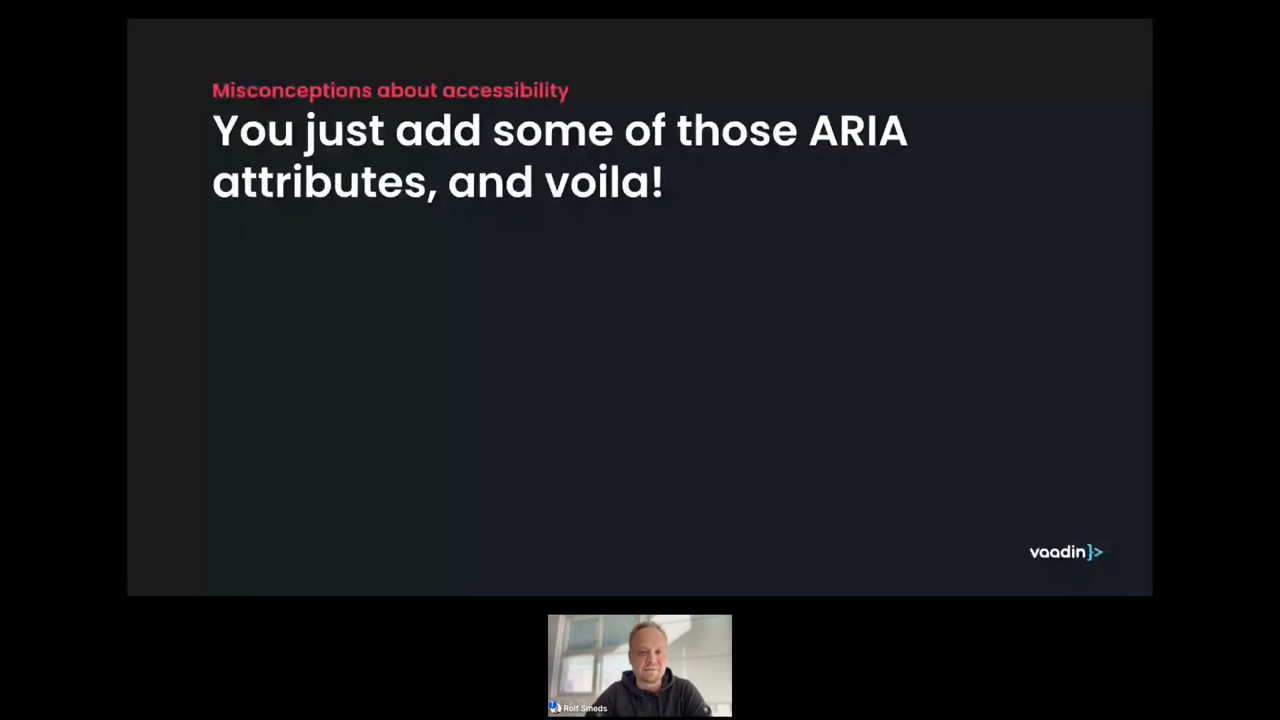 Misconceptions about accessibility
You just add some of those ARIA
attributes, and voila!
vaadin}>
Rolf Smeds